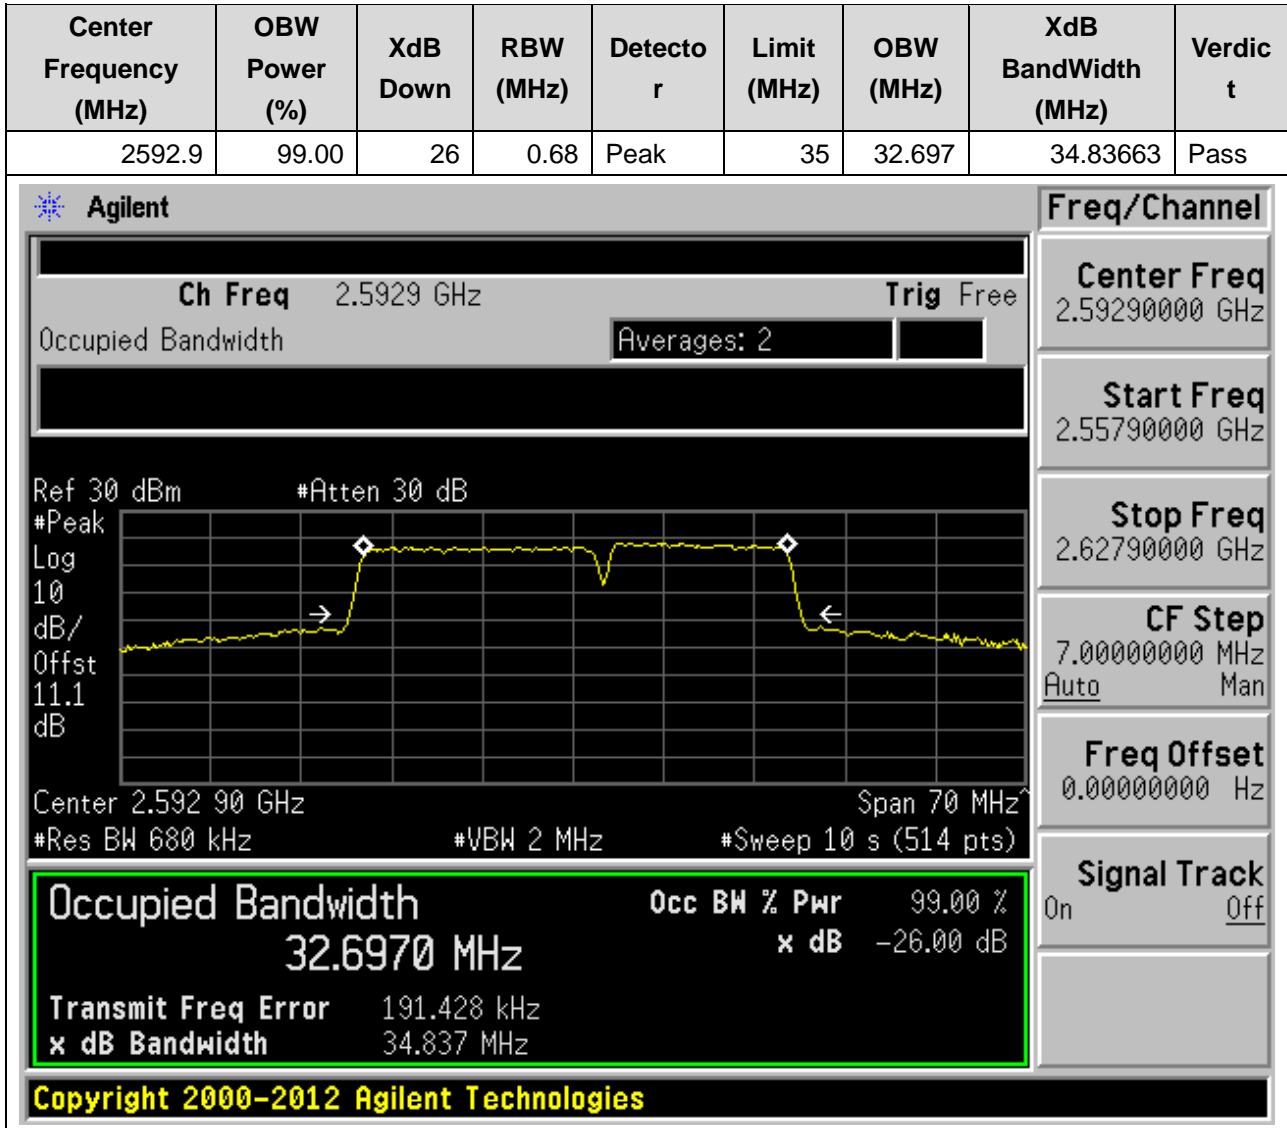 Center Frequency (MHz) OBW Power (%) XdB Down RBW (MHz) Detector Limit (MHz) OBW (MHz) XdB BandWidth (MHz) Verdict
2592.9 99.00 26 0.68 Peak 35 32.697 34.83663 Pass
Agilent
Freq/Channel
Ch Freq 2.5929 GHz Trig Free
Occupied Bandwidth Averages: 2
Center Freq
2.59290000 GHz
Start Freq
2.55790000 GHz
Stop Freq
2.62790000 GHz
CF Step
7.00000000 MHz
Auto Man
Freq Offset
0.00000000 Hz
Signal Track
On Off
Ref 30 dBm #Atten 30 dB
#Peak
Log
10
dB/
Offst
11.1
dB
Center 2.592 90 GHz Span 70 MHz^
#Res BW 680 kHz #VBW 2 MHz #Sweep 10 s (514 pts)
Occupied Bandwidth Occ BW % Pwr 99.00 %
32.6970 MHz x dB -26.00 dB
Transmit Freq Error 191.428 kHz
x dB Bandwidth 34.837 MHz
Copyright 2000-2012 Agilent Technologies